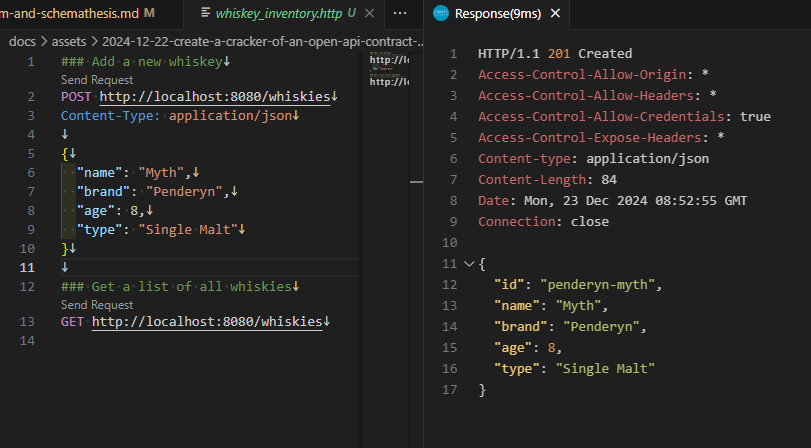 m-and-schemathesis.md M
whiskey_inventory.http U ✕ ···
docs > assets > 2024-12-22-create-a-cracker-of-an-open-api-contract-...
1 ### Add a new whiskey↓
Send Request
2 POST http://localhost:8080/whiskies↓
3 Content-Type: application/json↓
4 ↓
5 {↓
6 "name": "Myth",↓
7 "brand": "Penderyn",↓
8 "age": 8,↓
9 "type": "Single Malt"↓
10 }↓
11 ↓
12 ### Get a list of all whiskies↓
Send Request
13 GET http://localhost:8080/whiskies↓
14
Response(9ms) ✕
1 HTTP/1.1 201 Created
2 Access-Control-Allow-Origin: *
3 Access-Control-Allow-Headers: *
4 Access-Control-Allow-Credentials: true
5 Access-Control-Expose-Headers: *
6 Content-type: application/json
7 Content-Length: 84
8 Date: Mon, 23 Dec 2024 08:52:55 GMT
9 Connection: close
10
11 {
12 "id": "penderyn-myth",
13 "name": "Myth",
14 "brand": "Penderyn",
15 "age": 8,
16 "type": "Single Malt"
17 }